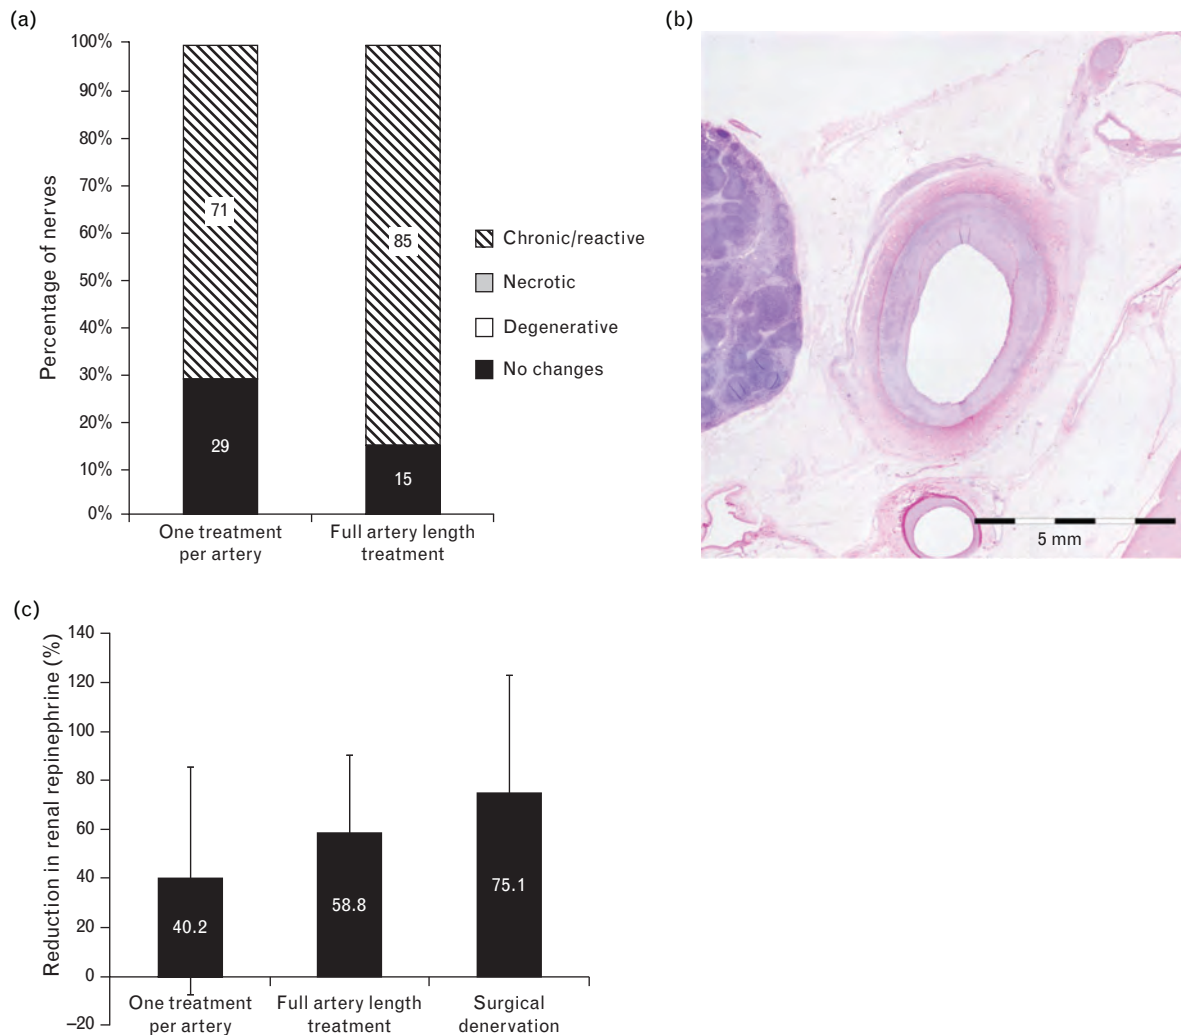 (a)
100%
90%
80%
70%
60%
50%
40%
30%
20%
10%
0%
Percentage of nerves
71
29
85
15
One treatment
per artery
Full artery length
treatment
Chronic/reactive
Necrotic
Degenerative
No changes
(b)
5 mm
(c)
140
120
100
80
60
40
20
0
–20
Reduction in renal repinephrine (%)
40.2
58.8
75.1
One treatment
per artery
Full artery length
treatment
Surgical
denervation